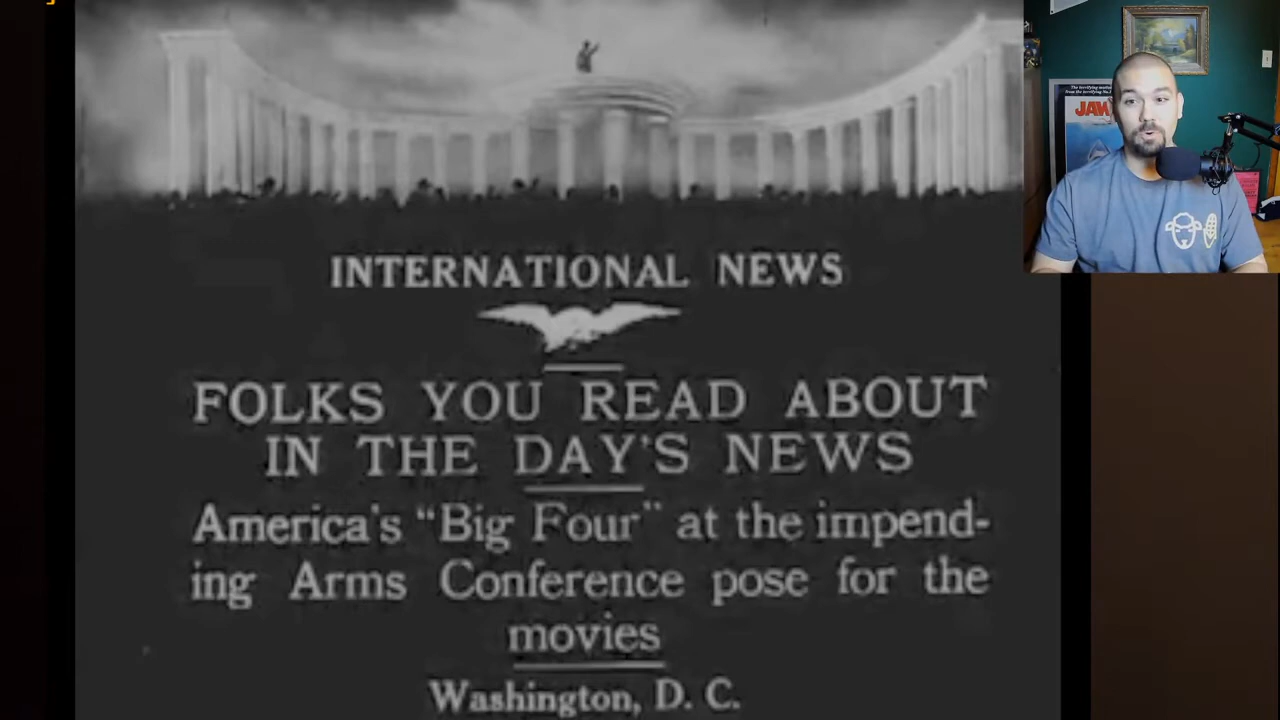 INTERNATIONAL NEWS
FOLKS YOU READ ABOUT
IN THE DAY'S NEWS
America's "Big Four" at the impend-
ing Arms Conference pose for the
movies
Washington, D. C.
JAW